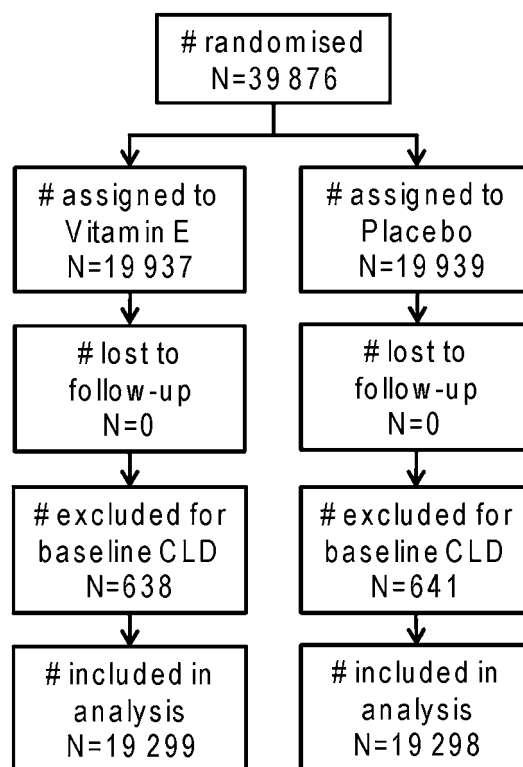 # randomised
N=39 876
# assigned to
Vitamin E
N=19 937
# assigned to
Placebo
N=19 939
# lost to
follow-up
N=0
# lost to
follow-up
N=0
# excluded for
baseline CLD
N=638
# excluded for
baseline CLD
N=641
# included in
analysis
N=19 299
# included in
analysis
N=19 298